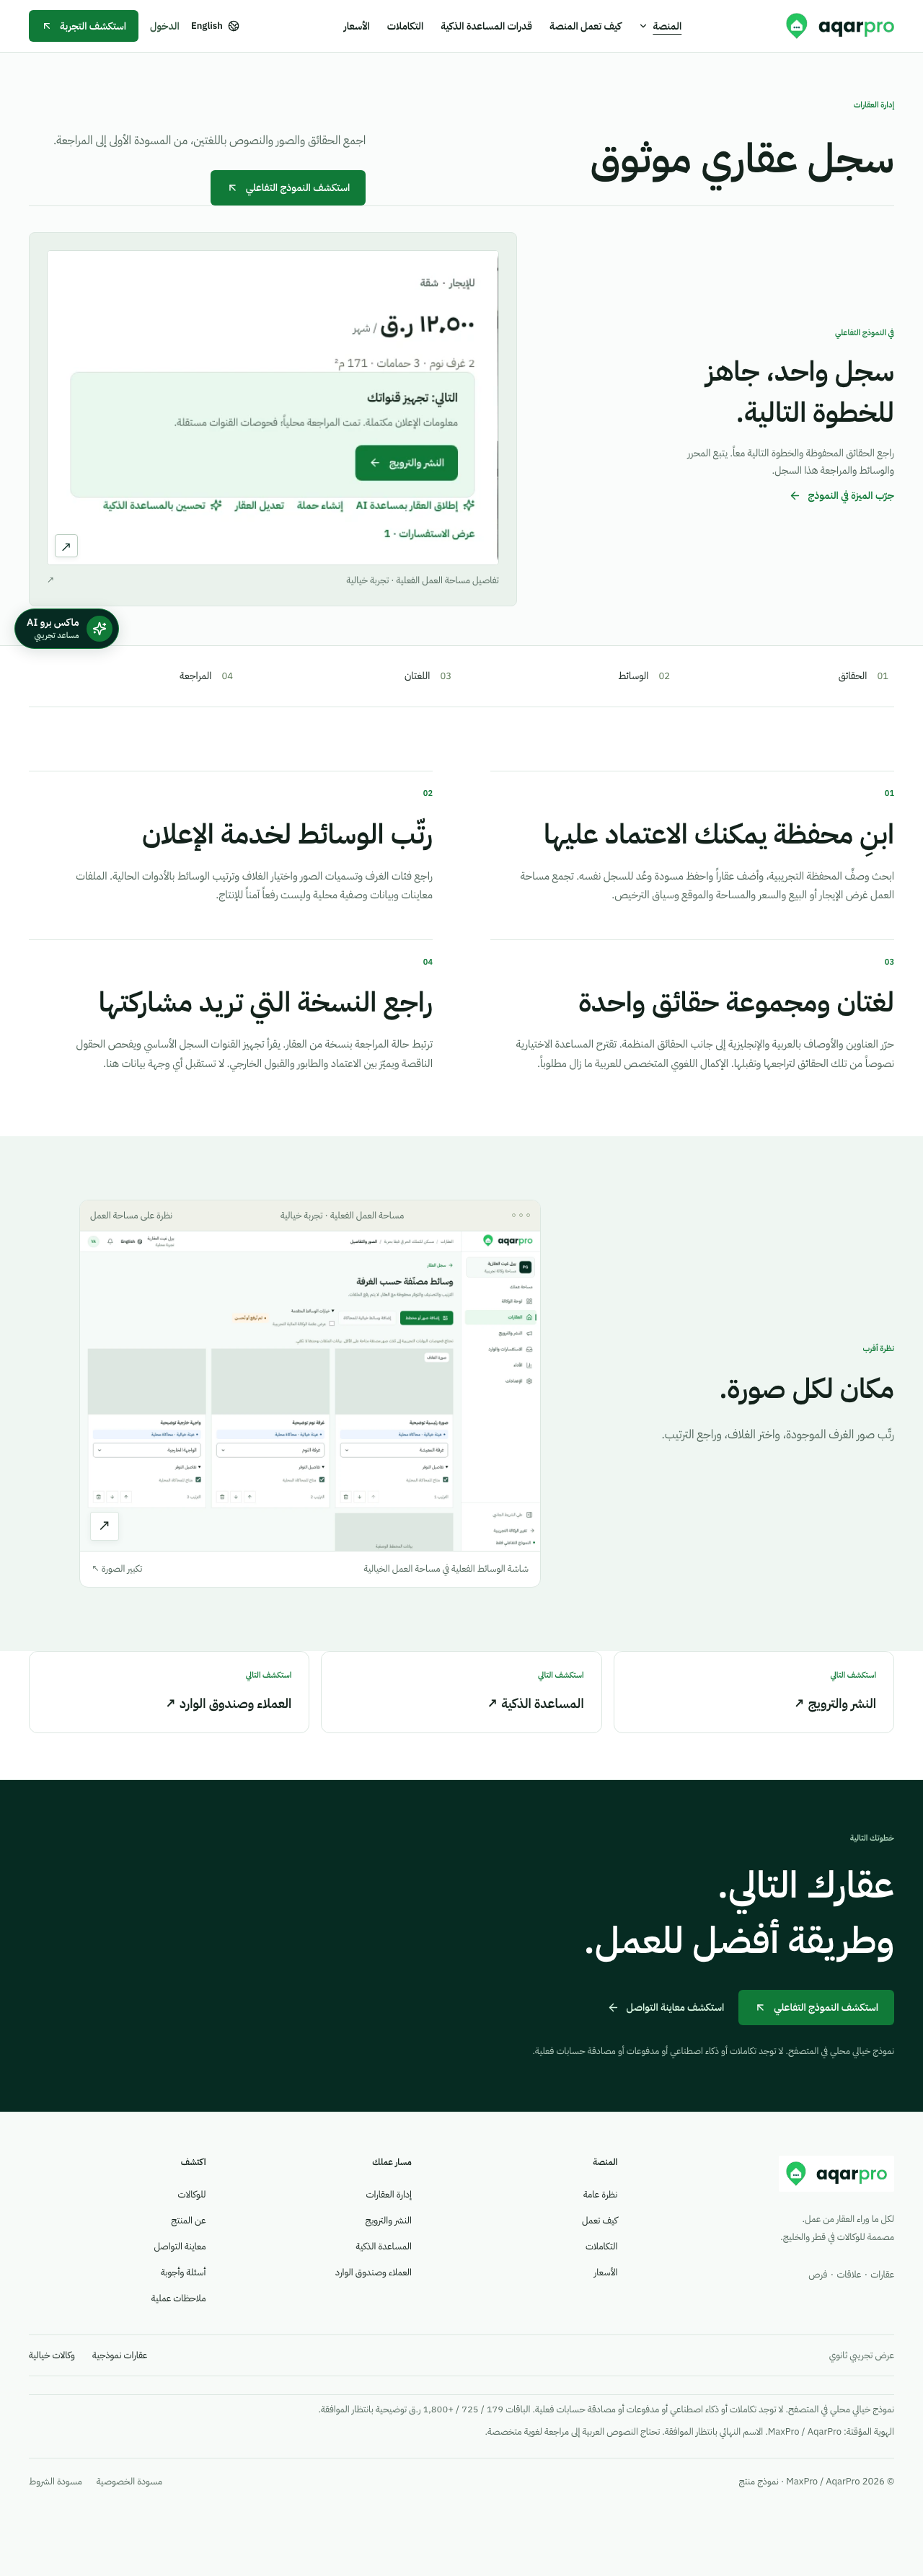 aqarpro
المنصة
كيف تعمل المنصة
قدرات المساعدة الذكية
التكاملات
الأسعار
English
الدخول
استكشف التجربة
إدارة العقارات
سجل عقاري موثوق
اجمع الحقائق والصور والنصوص باللغتين، من المسودة الأولى إلى المراجعة.
استكشف النموذج التفاعلي
في النموذج التفاعلي
سجل واحد، جاهز
للخطوة التالية.
راجع الحقائق المحفوظة والخطوة التالية معاً. يتبع المحرر
والوسائط والمراجعة هذا السجل.
جرّب الميزة في النموذج
للإيجار · شقة
١٢,٥٠٠ ر.ق / شهر
2 غرف نوم · 3 حمامات · 171 م²
التالي: تجهيز قنواتك
معلومات الإعلان مكتملة. تمت المراجعة محلياً؛ فحوصات القنوات مستقلة.
النشر والترويج
إطلاق العقار بمساعدة AI
إنشاء حملة
تعديل العقار
تحسين بالمساعدة الذكية
عرض الاستفسارات · 1
تفاصيل مساحة العمل الفعلية · تجربة خيالية
ماكس برو AI
مساعد تجريبي
01 الحقائق
02 الوسائط
03 اللغتان
04 المراجعة
01
ابنِ محفظة يمكنك الاعتماد عليها
ابحث وصفِّ المحفظة التجريبية، وأضف عقاراً واحفظ مسودة وعُد للسجل نفسه. تجمع مساحة
العمل غرض الإيجار أو البيع والسعر والمساحة والموقع وسياق الترخيص.
02
رتّب الوسائط لخدمة الإعلان
راجع فئات الغرف وتسميات الصور واختيار الغلاف وترتيب الوسائط بالأدوات الحالية. الملفات
معاينات وبيانات وصفية محلية وليست رفعاً آمناً للإنتاج.
03
لغتان ومجموعة حقائق واحدة
حرّر العناوين والأوصاف بالعربية والإنجليزية إلى جانب الحقائق المنظمة. تقترح المساعدة الاختيارية
نصوصاً من تلك الحقائق لتراجعها وتقبلها. الإكمال اللغوي المتخصص للعربية ما زال مطلوباً.
04
راجع النسخة التي تريد مشاركتها
ترتبط حالة المراجعة بنسخة من العقار. يقرأ تجهيز القنوات السجل الأساسي ويفحص الحقول
الناقصة ويميّز بين الاعتماد والطابور والقبول الخارجي. لا تستقبل أي وجهة بيانات هنا.
نظرة أقرب
مكان لكل صورة.
رتّب صور الغرف الموجودة، واختر الغلاف، وراجع الترتيب.
مساحة العمل الفعلية · تجربة خيالية
نظرة على مساحة العمل
aqarpro
English
سجل العقار
وسائط مصنّفة حسب الغرفة
شاشة الوسائط الفعلية في مساحة العمل الخيالية
تكبير الصورة
استكشف التالي
النشر والترويج
استكشف التالي
المساعدة الذكية
استكشف التالي
العملاء وصندوق الوارد
خطوتك التالية
عقارك التالي.
وطريقة أفضل للعمل.
استكشف النموذج التفاعلي
استكشف معاينة التواصل
نموذج خيالي محلي في المتصفح. لا توجد تكاملات أو ذكاء اصطناعي أو مدفوعات أو مصادقة حسابات فعلية.
aqarpro
لكل ما وراء العقار من عمل.
مصممة للوكالات في قطر والخليج.
عقارات · علاقات · فرص
المنصة
نظرة عامة
كيف تعمل
التكاملات
الأسعار
مسار عملك
إدارة العقارات
النشر والترويج
المساعدة الذكية
العملاء وصندوق الوارد
اكتشف
للوكالات
عن المنتج
معاينة التواصل
أسئلة وأجوبة
ملاحظات عملية
عرض تجريبي ثانوي
عقارات نموذجية
وكالات خيالية
نموذج خيالي محلي في المتصفح. لا توجد تكاملات أو ذكاء اصطناعي أو مدفوعات أو مصادقة حسابات فعلية. الباقات 179 / 725 / +1,800 ر.ق توضيحية بانتظار الموافقة.
الهوية المؤقتة: MaxPro / AqarPro. الاسم النهائي بانتظار الموافقة. تحتاج النصوص العربية إلى مراجعة لغوية متخصصة.
© 2026 MaxPro / AqarPro · نموذج منتج
مسودة الخصوصية
مسودة الشروط